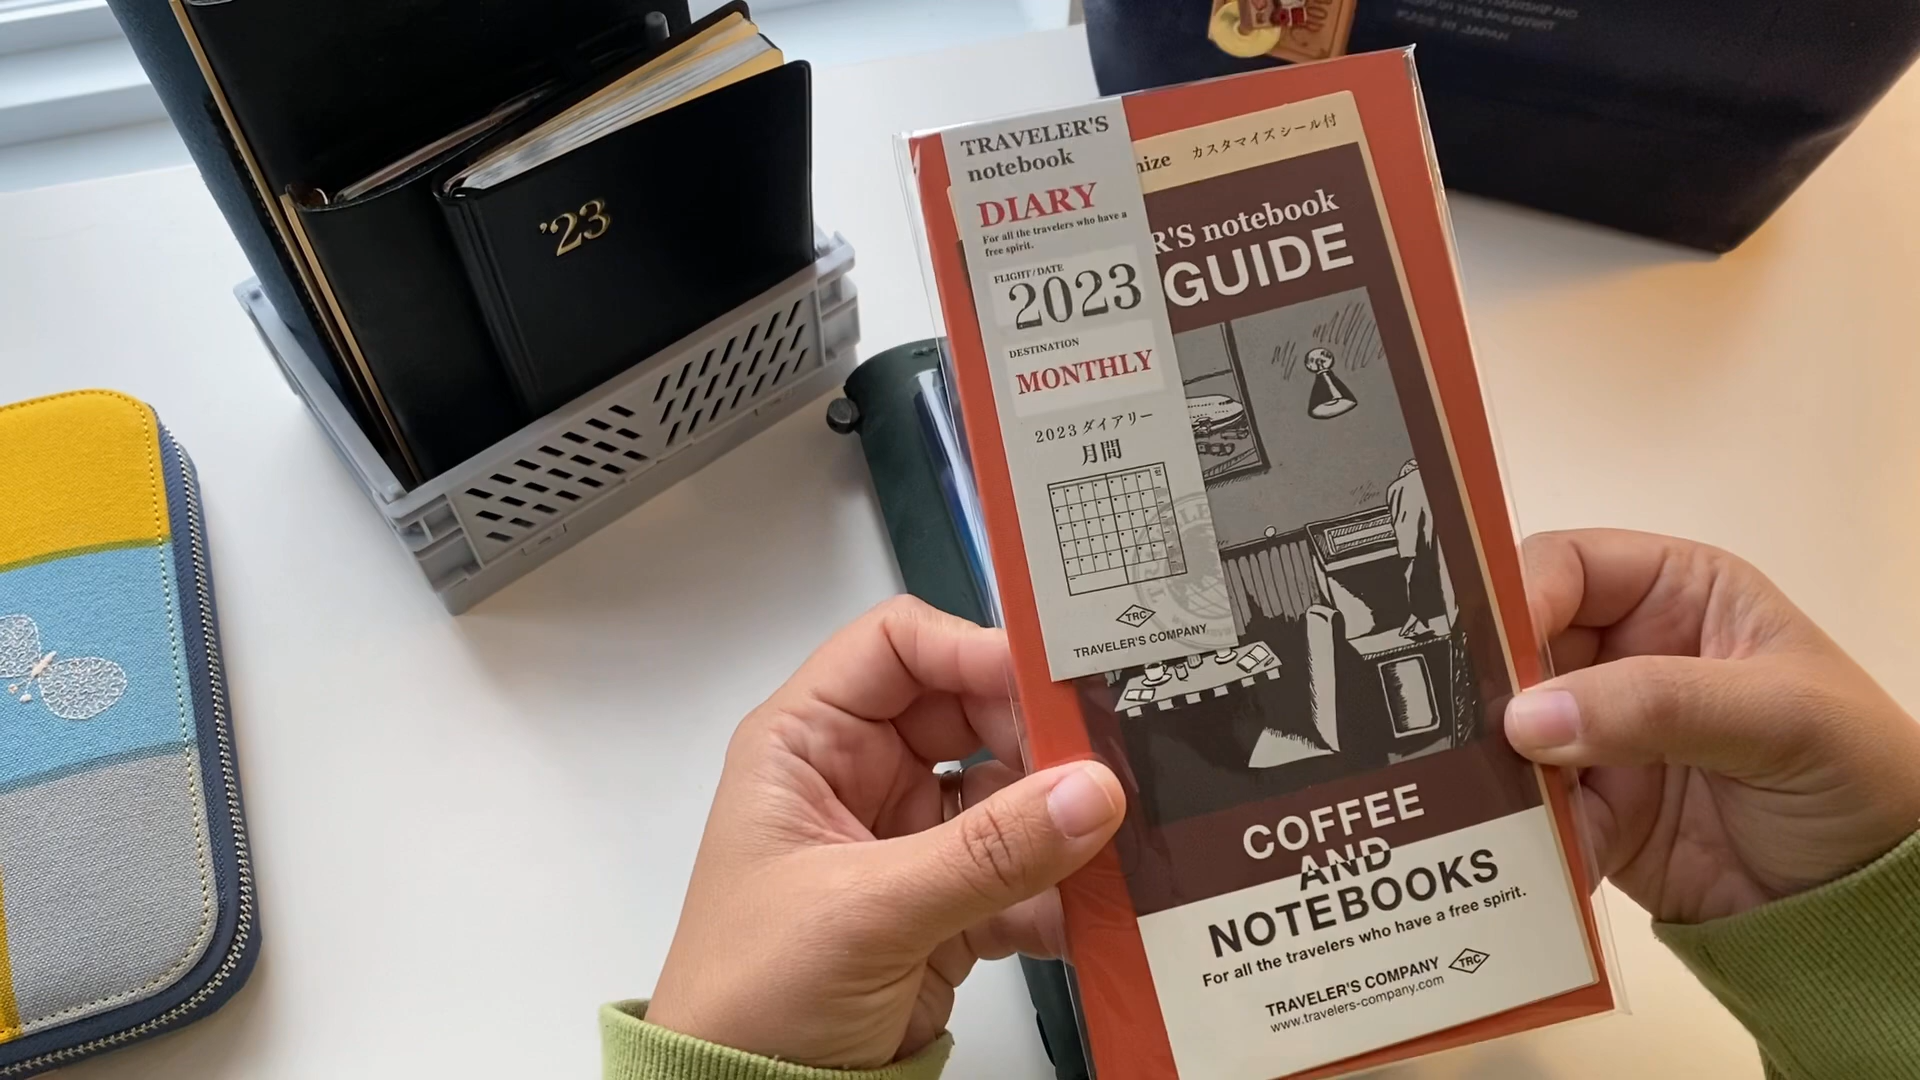 '23
TRAVELER'S
notebook
DIARY
For all the travelers who have a
free spirit.
FLIGHT/DATE
2023
DESTINATION
MONTHLY
2023 ダイアリー
月間
TRC
TRAVELER'S COMPANY
カスタマイズ シール付
R'S notebook
GUIDE
COFFEE
AND
NOTEBOOKS
For all the travelers who have a free spirit.
TRAVELER'S COMPANY TRC
www.travelers-company.com